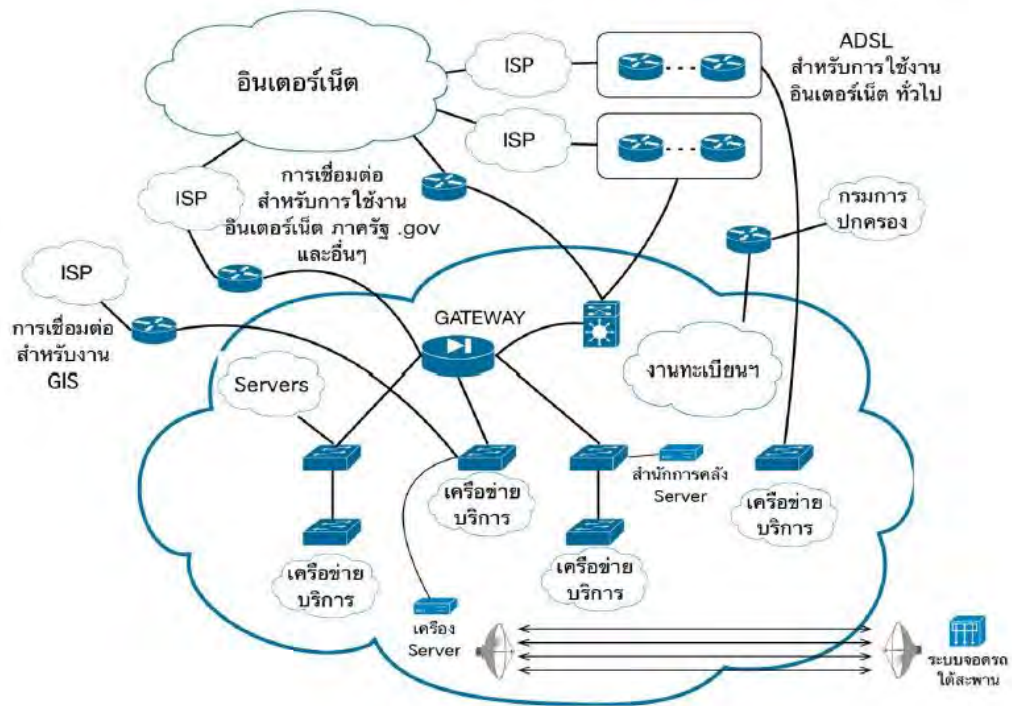 อินเตอร์เน็ต
ISP
ADSL
สำหรับการใช้งาน
อินเตอร์เน็ต ทั่วไป
ISP
ISP
การเชื่อมต่อ
สำหรับการใช้งาน
อินเตอร์เน็ต ภาครัฐ .gov
และอื่นๆ
กรมการ
ปกครอง
ISP
การเชื่อมต่อ
สำหรับงาน
GIS
GATEWAY
Servers
งานทะเบียนฯ
สำนักการคลัง
Server
เครือข่าย
บริการ
เครือข่าย
บริการ
เครือข่าย
บริการ
เครือข่าย
บริการ
เครื่อง
Server
ระบบจอดรถ
ใต้สะพาน